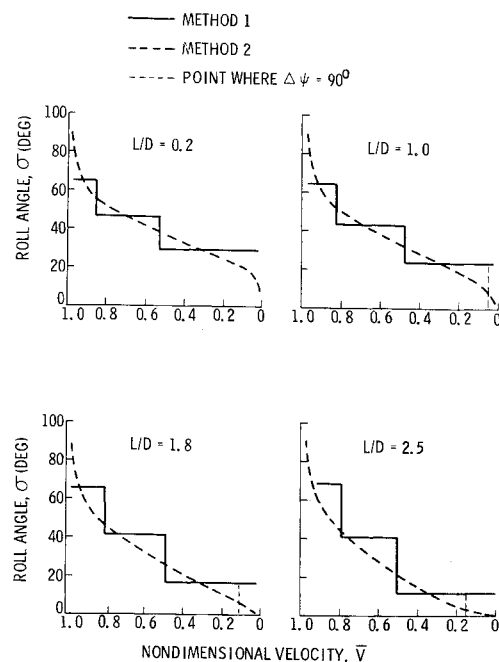 METHOD 1
METHOD 2
POINT WHERE Δψ = 90⁰
ROLL ANGLE, σ (DEG)
100
80
60
40
20
0
L/D = 0.2
1.0 0.8 0.6 0.4 0.2 0
L/D = 1.0
1.0 0.8 0.6 0.4 0.2 0
ROLL ANGLE, σ (DEG)
100
80
60
40
20
L/D = 1.8
1.0 0.8 0.6 0.4 0.2 0
L/D = 2.5
1.0 0.8 0.6 0.4 0.2 0
NONDIMENSIONAL VELOCITY, V̅